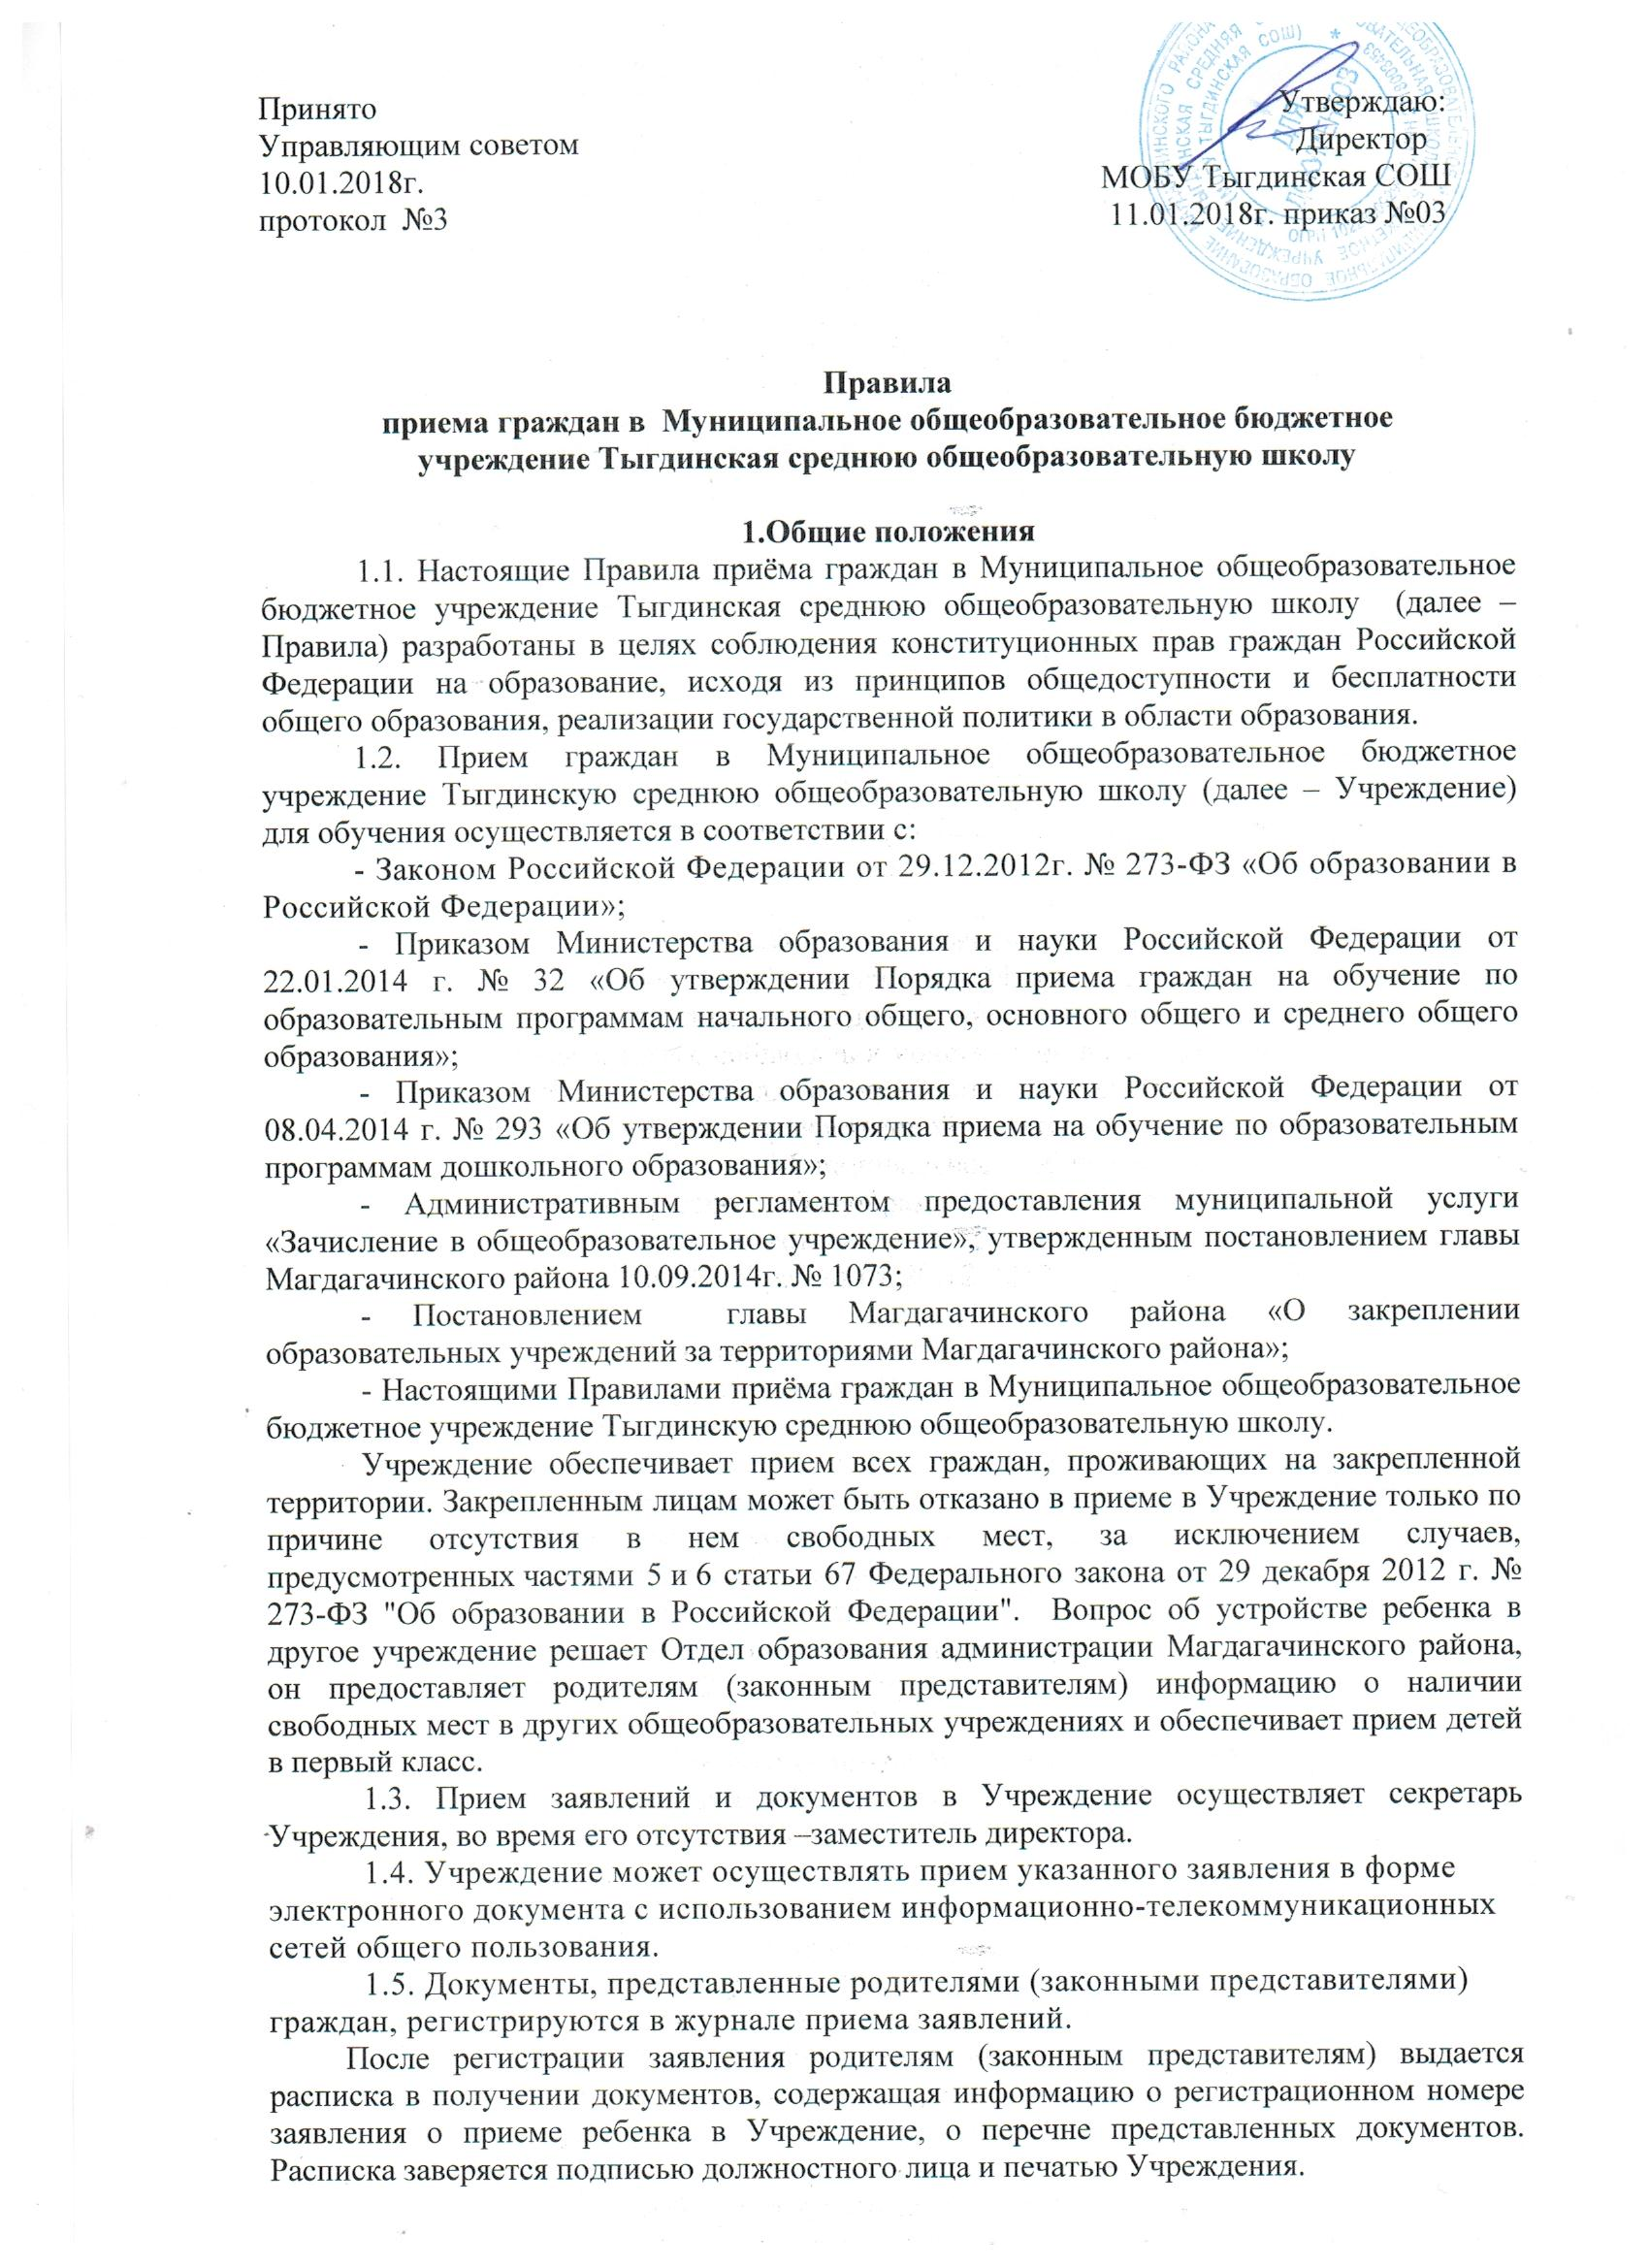 Принято
Управляющим советом
10.01.2018г.
протокол №3
Утверждаю:
Директор
МОБУ Тыгдинская СОШ
11.01.2018г. приказ №03
Правила
приема граждан в Муниципальное общеобразовательное бюджетное
учреждение Тыгдинская среднюю общеобразовательную школу
1.Общие положения
1.1. Настоящие Правила приёма граждан в Муниципальное общеобразовательное
бюджетное учреждение Тыгдинская среднюю общеобразовательную школу (далее –
Правила) разработаны в целях соблюдения конституционных прав граждан Российской
Федерации на образование, исходя из принципов общедоступности и бесплатности
общего образования, реализации государственной политики в области образования.
1.2. Прием граждан в Муниципальное общеобразовательное бюджетное
учреждение Тыгдинскую среднюю общеобразовательную школу (далее – Учреждение)
для обучения осуществляется в соответствии с:
- Законом Российской Федерации от 29.12.2012г. № 273-ФЗ «Об образовании в
Российской Федерации»;
- Приказом Министерства образования и науки Российской Федерации от
22.01.2014 г. № 32 «Об утверждении Порядка приема граждан на обучение по
образовательным программам начального общего, основного общего и среднего общего
образования»;
- Приказом Министерства образования и науки Российской Федерации от
08.04.2014 г. № 293 «Об утверждении Порядка приема на обучение по образовательным
программам дошкольного образования»;
- Административным регламентом предоставления муниципальной услуги
«Зачисление в общеобразовательное учреждение», утвержденным постановлением главы
Магдагачинского района 10.09.2014г. № 1073;
- Постановлением главы Магдагачинского района «О закреплении
образовательных учреждений за территориями Магдагачинского района»;
- Настоящими Правилами приёма граждан в Муниципальное общеобразовательное
бюджетное учреждение Тыгдинскую среднюю общеобразовательную школу.
Учреждение обеспечивает прием всех граждан, проживающих на закрепленной
территории. Закрепленным лицам может быть отказано в приеме в Учреждение только по
причине отсутствия в нем свободных мест, за исключением случаев,
предусмотренных частями 5 и 6 статьи 67 Федерального закона от 29 декабря 2012 г. №
273-ФЗ "Об образовании в Российской Федерации". Вопрос об устройстве ребенка в
другое учреждение решает Отдел образования администрации Магдагачинского района,
он предоставляет родителям (законным представителям) информацию о наличии
свободных мест в других общеобразовательных учреждениях и обеспечивает прием детей
в первый класс.
1.3. Прием заявлений и документов в Учреждение осуществляет секретарь
Учреждения, во время его отсутствия –заместитель директора.
1.4. Учреждение может осуществлять прием указанного заявления в форме
электронного документа с использованием информационно-телекоммуникационных
сетей общего пользования.
1.5. Документы, представленные родителями (законными представителями)
граждан, регистрируются в журнале приема заявлений.
После регистрации заявления родителям (законным представителям) выдается
расписка в получении документов, содержащая информацию о регистрационном номере
заявления о приеме ребенка в Учреждение, о перечне представленных документов.
Расписка заверяется подписью должностного лица и печатью Учреждения.